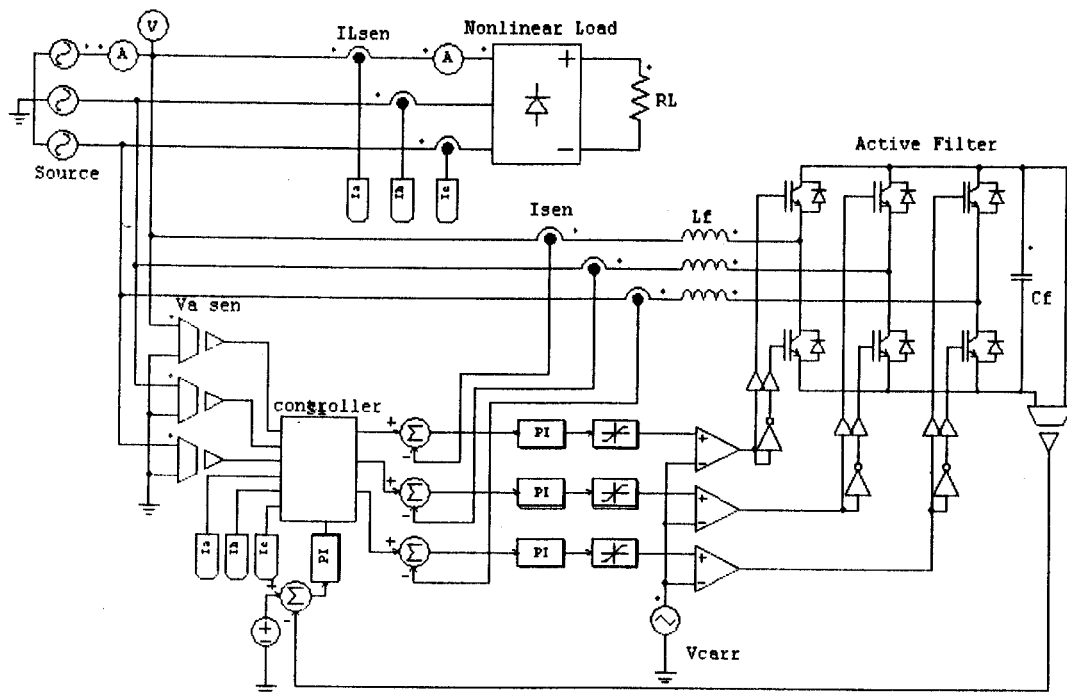 V
ILsen
Nonlinear Load
A
A
RL
Source
Ia
Ib
Ic
Active Filter
Isen
Lf
Cf
Va sen
controller
Σ
PI
Σ
PI
Σ
PI
Ia
Ib
Ic
PI
Σ
Vcarr